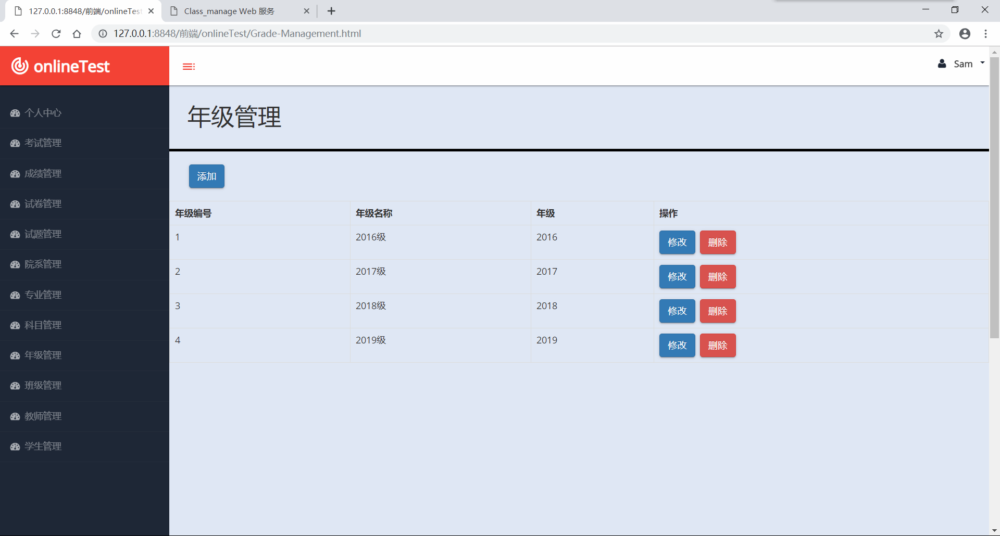 127.0.0.1:8848/前端/onlineTest
Class_manage Web 服务
127.0.0.1:8848/前端/onlineTest/Grade-Management.html
onlineTest
Sam
个人中心
考试管理
成绩管理
试卷管理
试题管理
院系管理
专业管理
科目管理
年级管理
班级管理
教师管理
学生管理
年级管理
添加
年级编号 年级名称 年级 操作
1 2016级 2016 修改 删除
2 2017级 2017 修改 删除
3 2018级 2018 修改 删除
4 2019级 2019 修改 删除